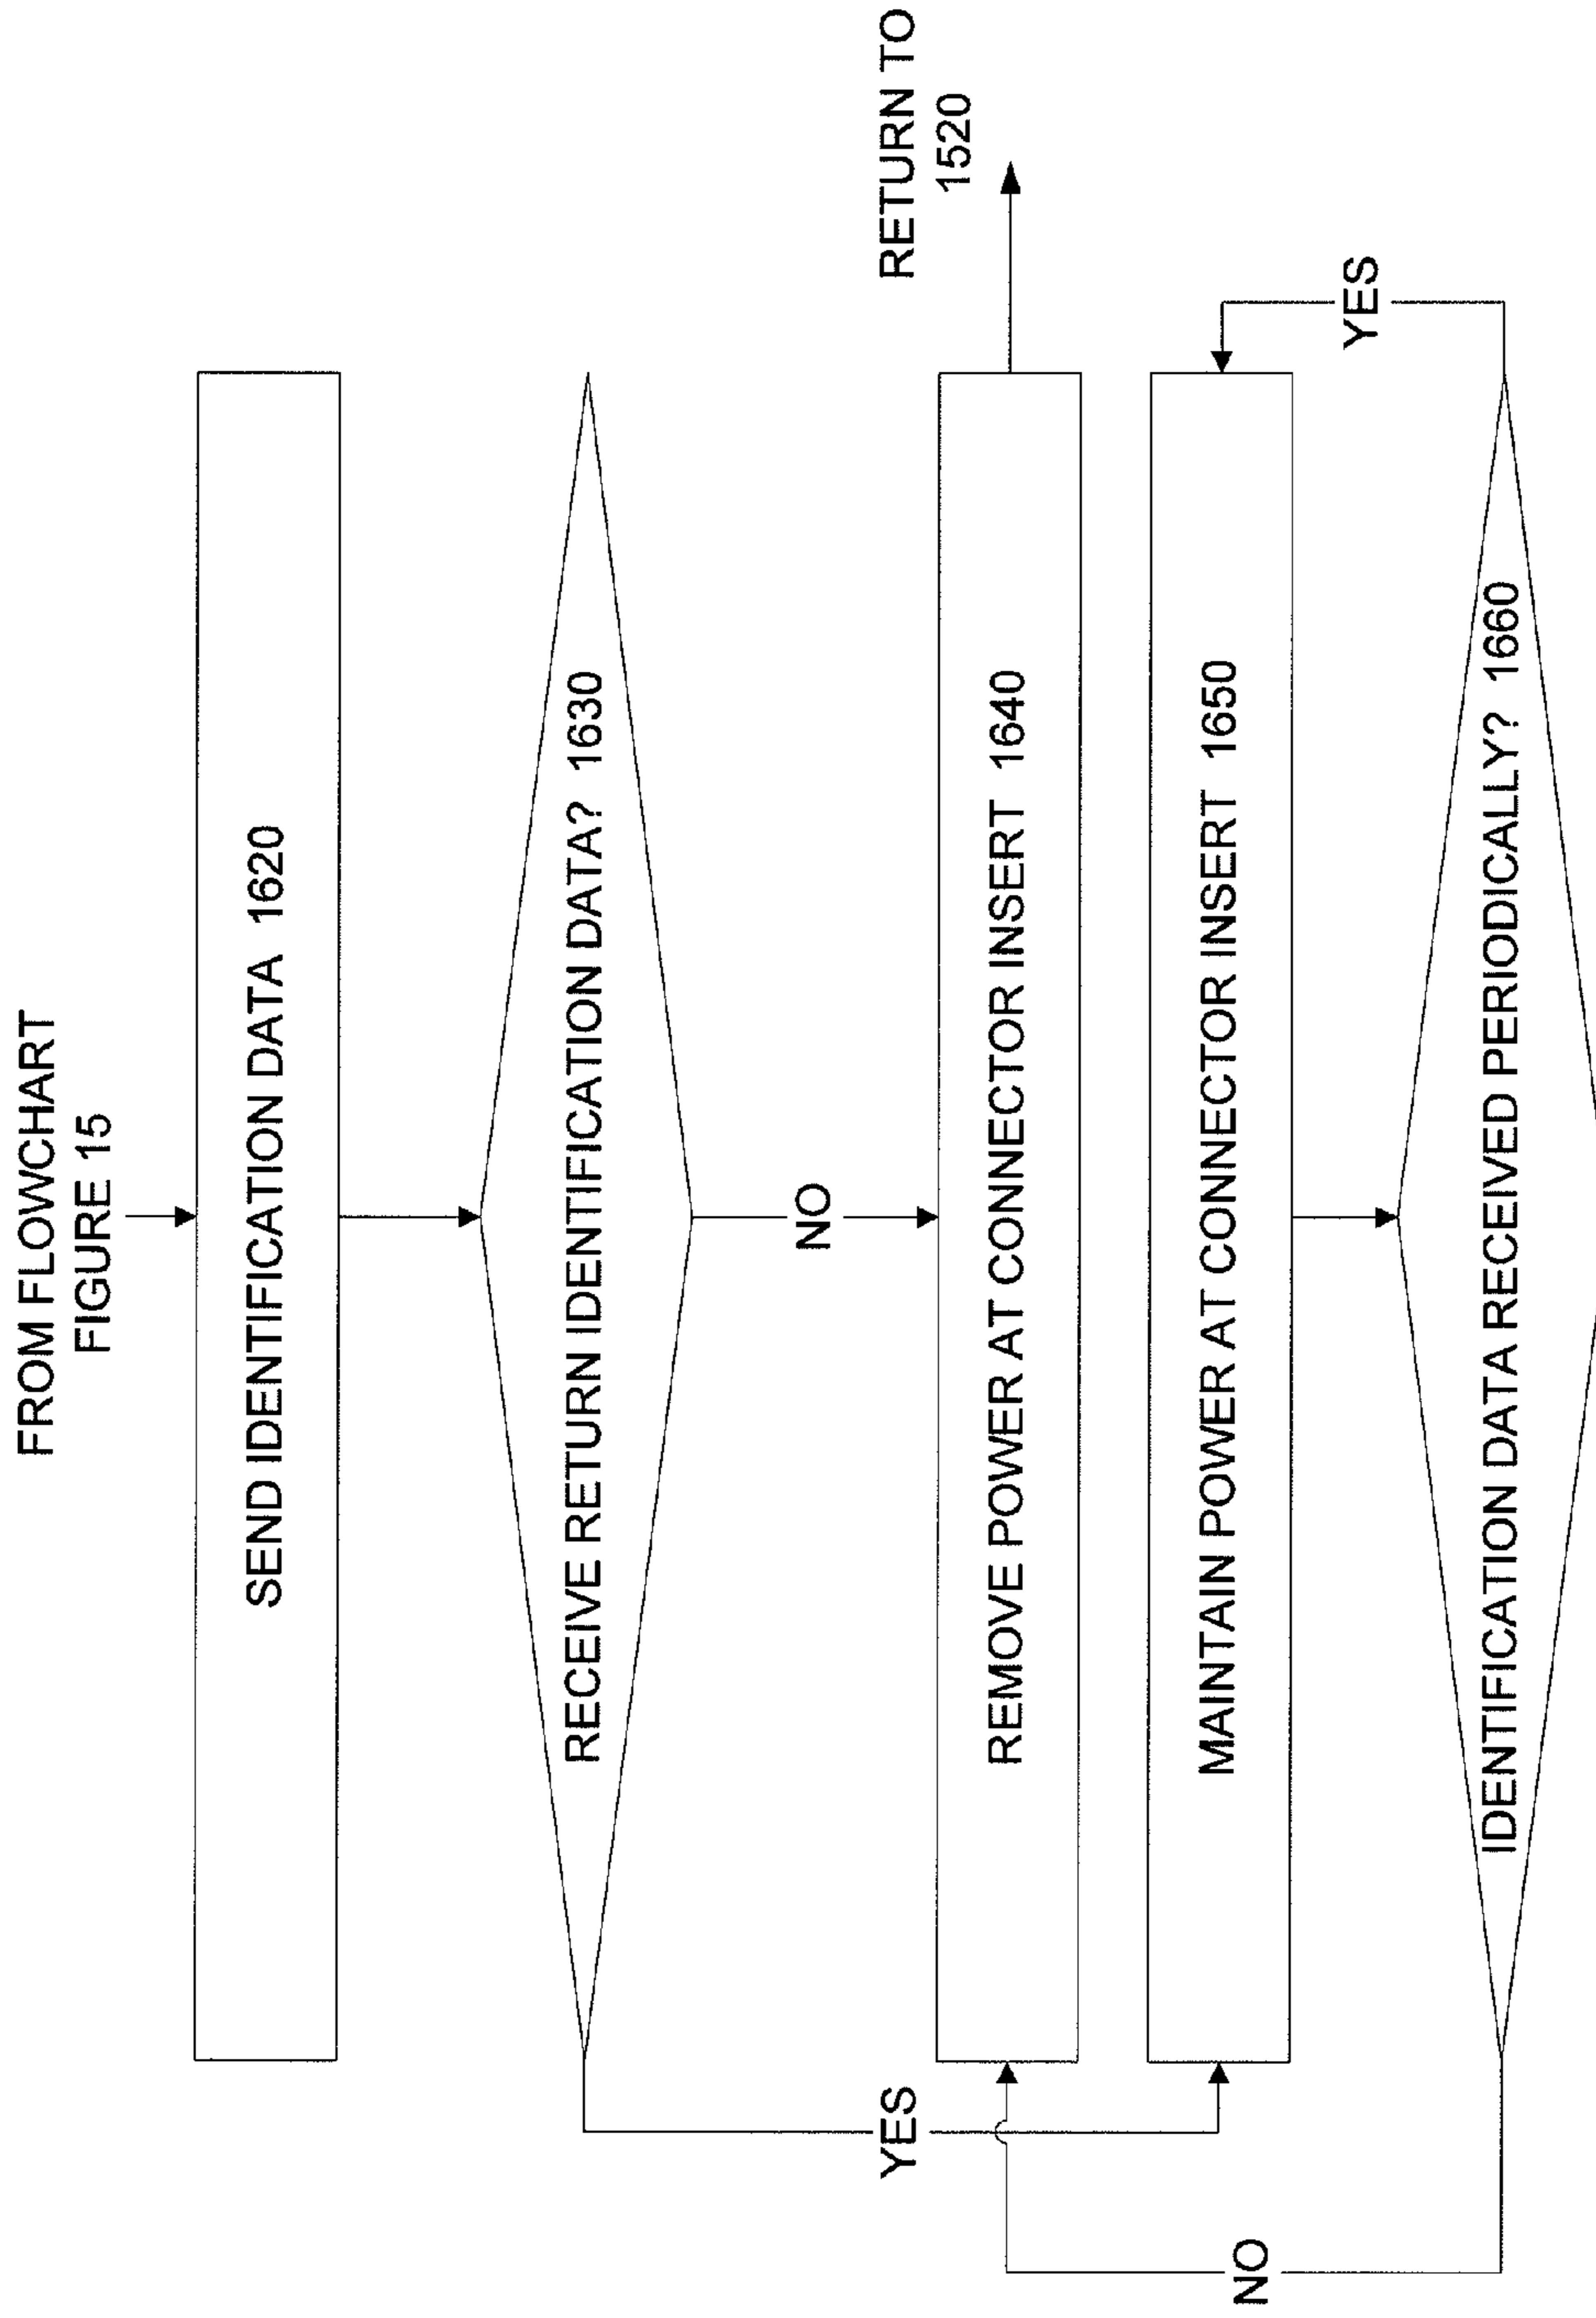 FROM FLOWCHART
FIGURE 15
SEND IDENTIFICATION DATA 1620
RECEIVE RETURN IDENTIFICATION DATA? 1630
YES
NO
RETURN TO
1520
REMOVE POWER AT CONNECTOR INSERT 1640
MAINTAIN POWER AT CONNECTOR INSERT 1650
NO
YES
IDENTIFICATION DATA RECEIVED PERIODICALLY? 1660